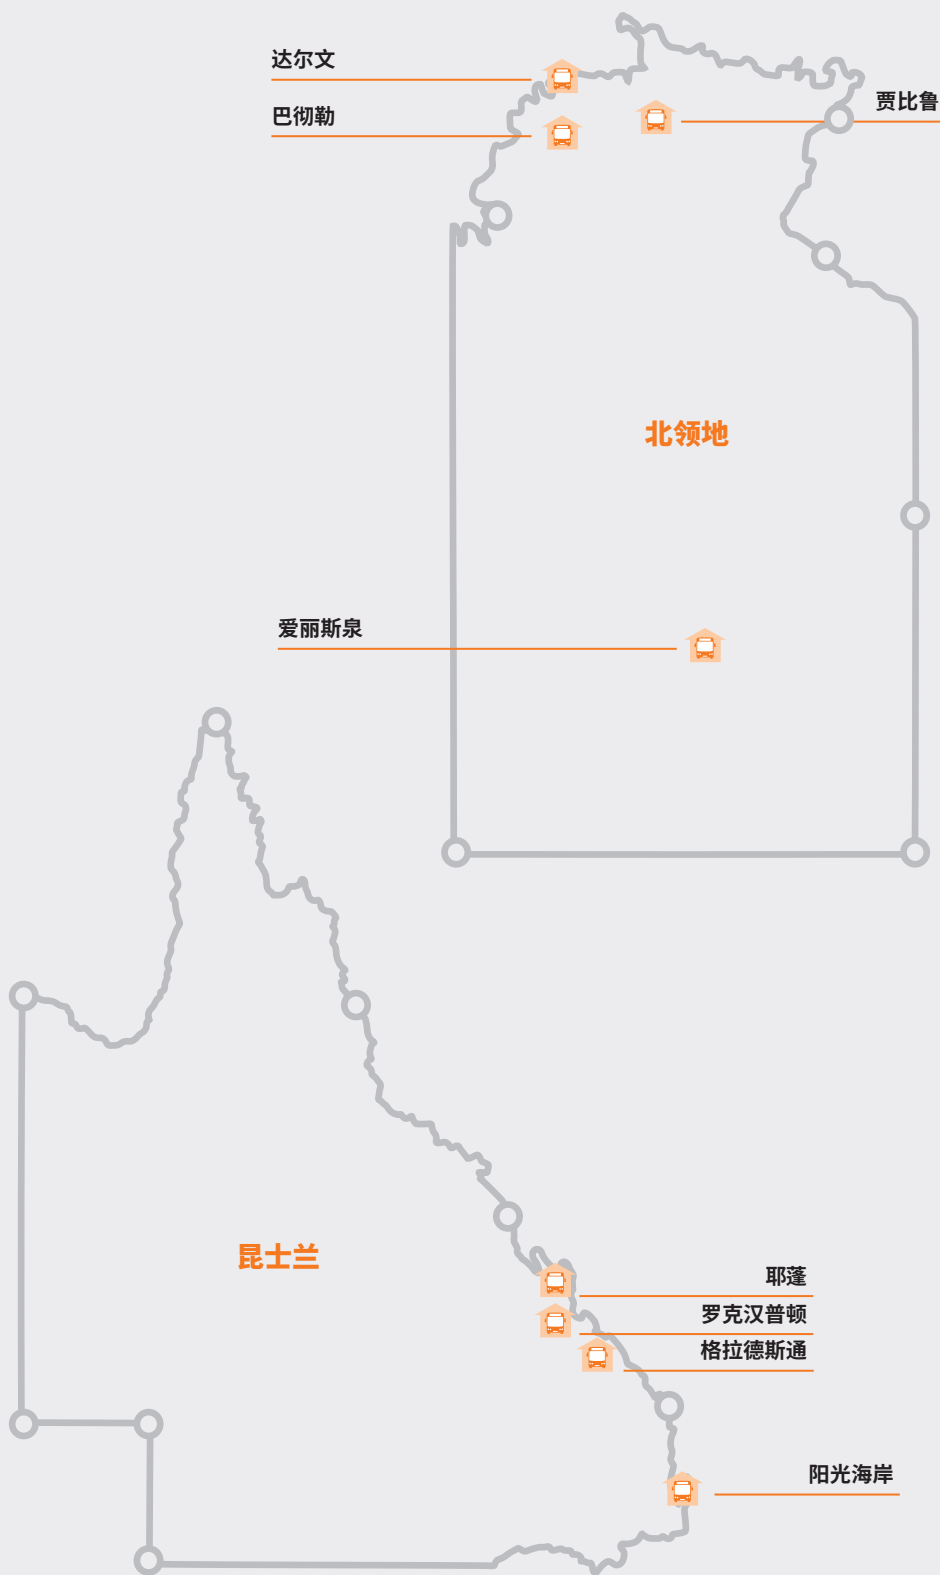 达尔文
巴彻勒
贾比鲁
北领地
爱丽斯泉
昆士兰
耶蓬
罗克汉普顿
格拉德斯通
阳光海岸